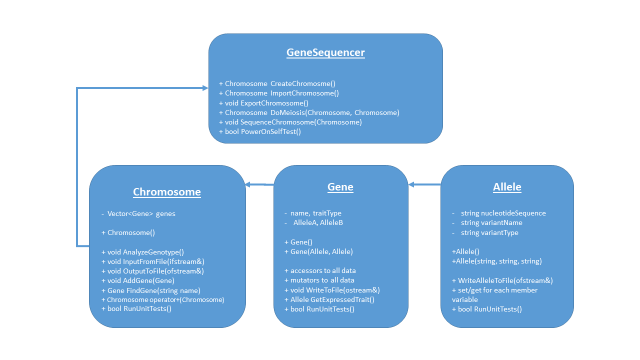 GeneSequencer
+ Chromosome CreateChromosme()
+ Chromosome ImportChromosome()
+ void ExportChromosome()
+ Chromosome DoMeiosis(Chromosome, Chromosome)
+ void SequenceChromosome(Chromosome)
+ bool PowerOnSelfTest()
Chromosome
- Vector<Gene> genes
+ Chromosome()
+ void AnalyzeGenotype()
+ void InputFromFile(ifstream&)
+ void OutputToFile(ofstream&)
+ void AddGene(Gene)
+ Gene FindGene(string name)
+ Chromosome operator+(Chromosome)
+ bool RunUnitTests()
Gene
- name, traitType
- AlleleA, AlleleB
+ Gene()
+ Gene(Allele, Allele)
+ accessors to all data
+ mutators to all data
+ void WriteToFile(ostream&)
+ Allele GetExpressedTrait()
+ bool RunUnitTests()
Allele
- string nucleotideSequence
- string variantName
- string variantType
+Allele()
+Allele(string, string, string)
+ WriteAlleleToFile(ofstream&)
+ set/get for each member
variable
+ bool RunUnitTests()